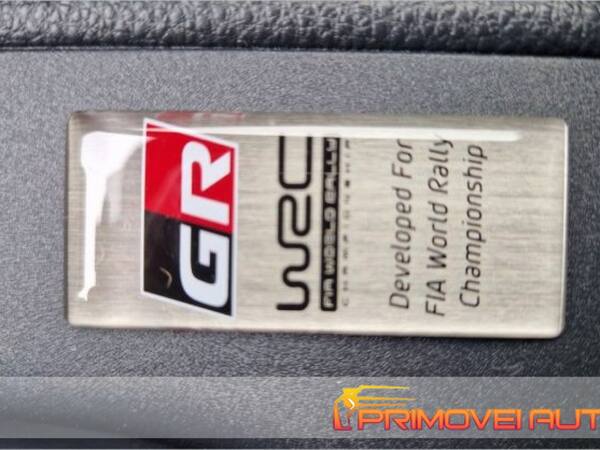 GR
WRC
FIA WORLD RALLY
CHAMPIONSHIP
Developed For
FIA World Rally
Championship
PRIMOVEI AUT